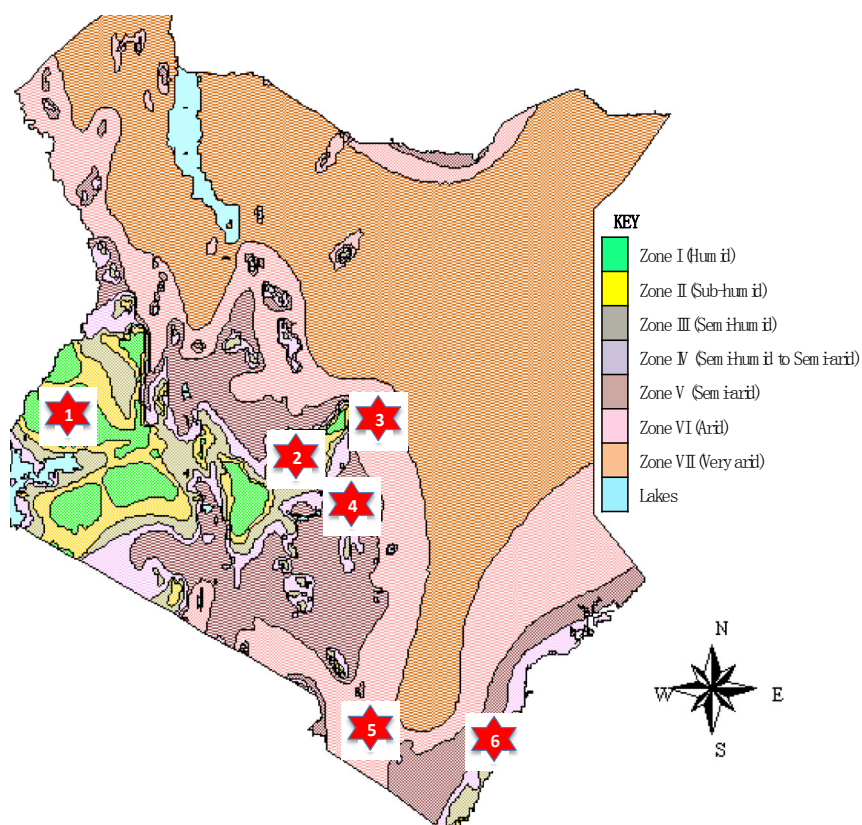 KEY
Zone I (Humid)
Zone II (Sub-humid)
Zone III (Semi-humid)
Zone IV (Semi-humid to Semi-arid)
Zone V (Semi-arid)
Zone VI (Arid)
Zone VII (Very arid)
Lakes
1
2
3
4
5
6
N
W E
S